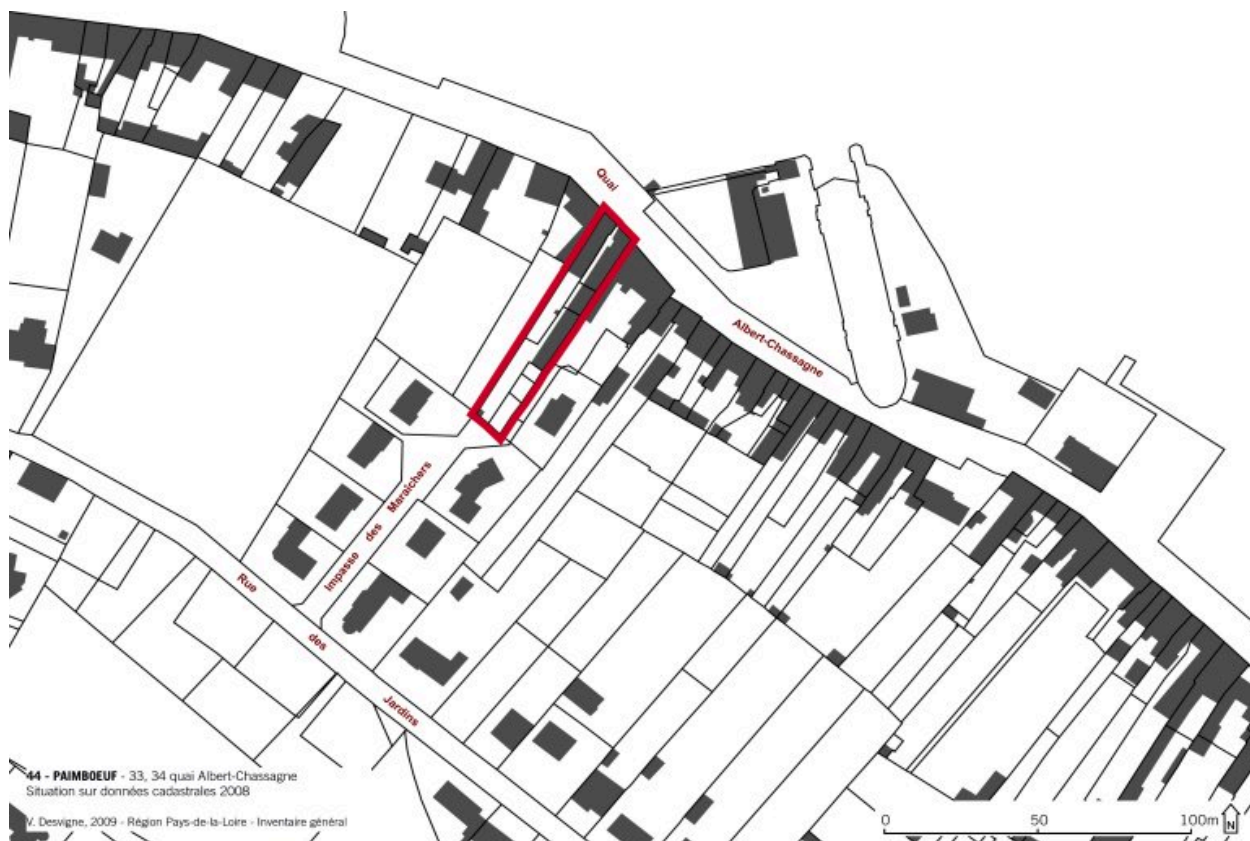 Quai
Albert-Chassagne
Impasse des Maraichers
Rue des Jardins
44 - PAIMBOEUF - 33, 34 quai Albert-Chassagne
Situation sur données cadastrales 2008
V. Desvigne, 2009 - Région Pays-de-la-Loire - Inventaire général
0 50 100m
N